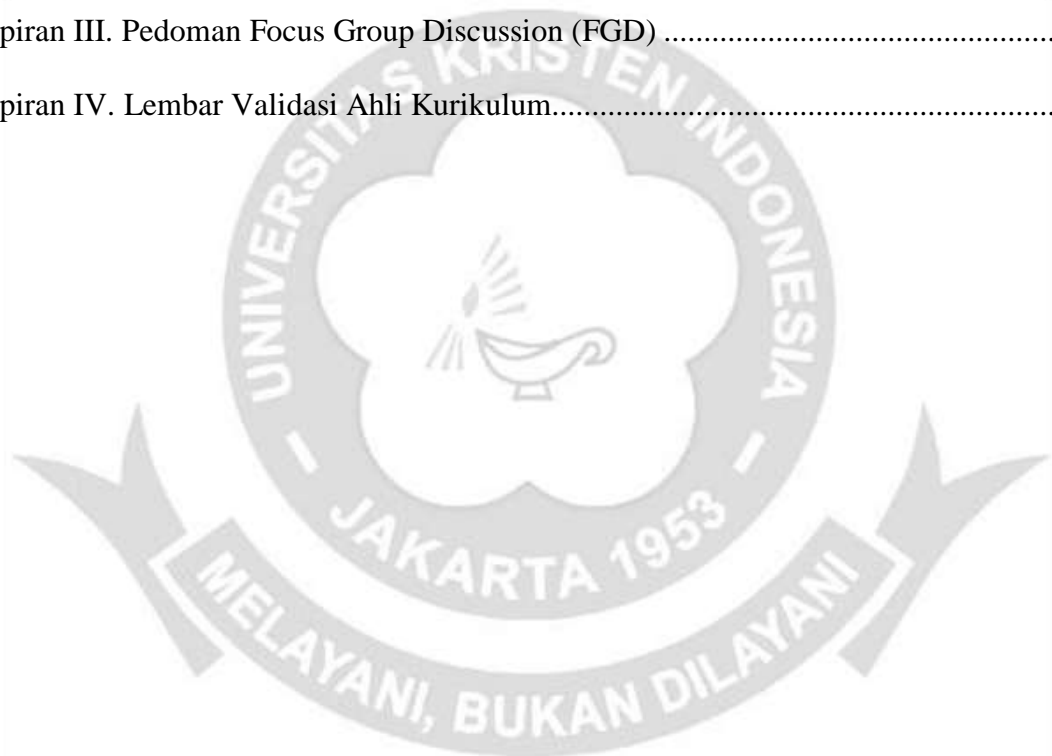 piran III. Pedoman Focus Group Discussion (FGD) ................................................
piran IV. Lembar Validasi Ahli Kurikulum...............................................................
UNIVERSITAS KRISTEN INDONESIA
- JAKARTA 1953 -
MELAYANI, BUKAN DILAYANI